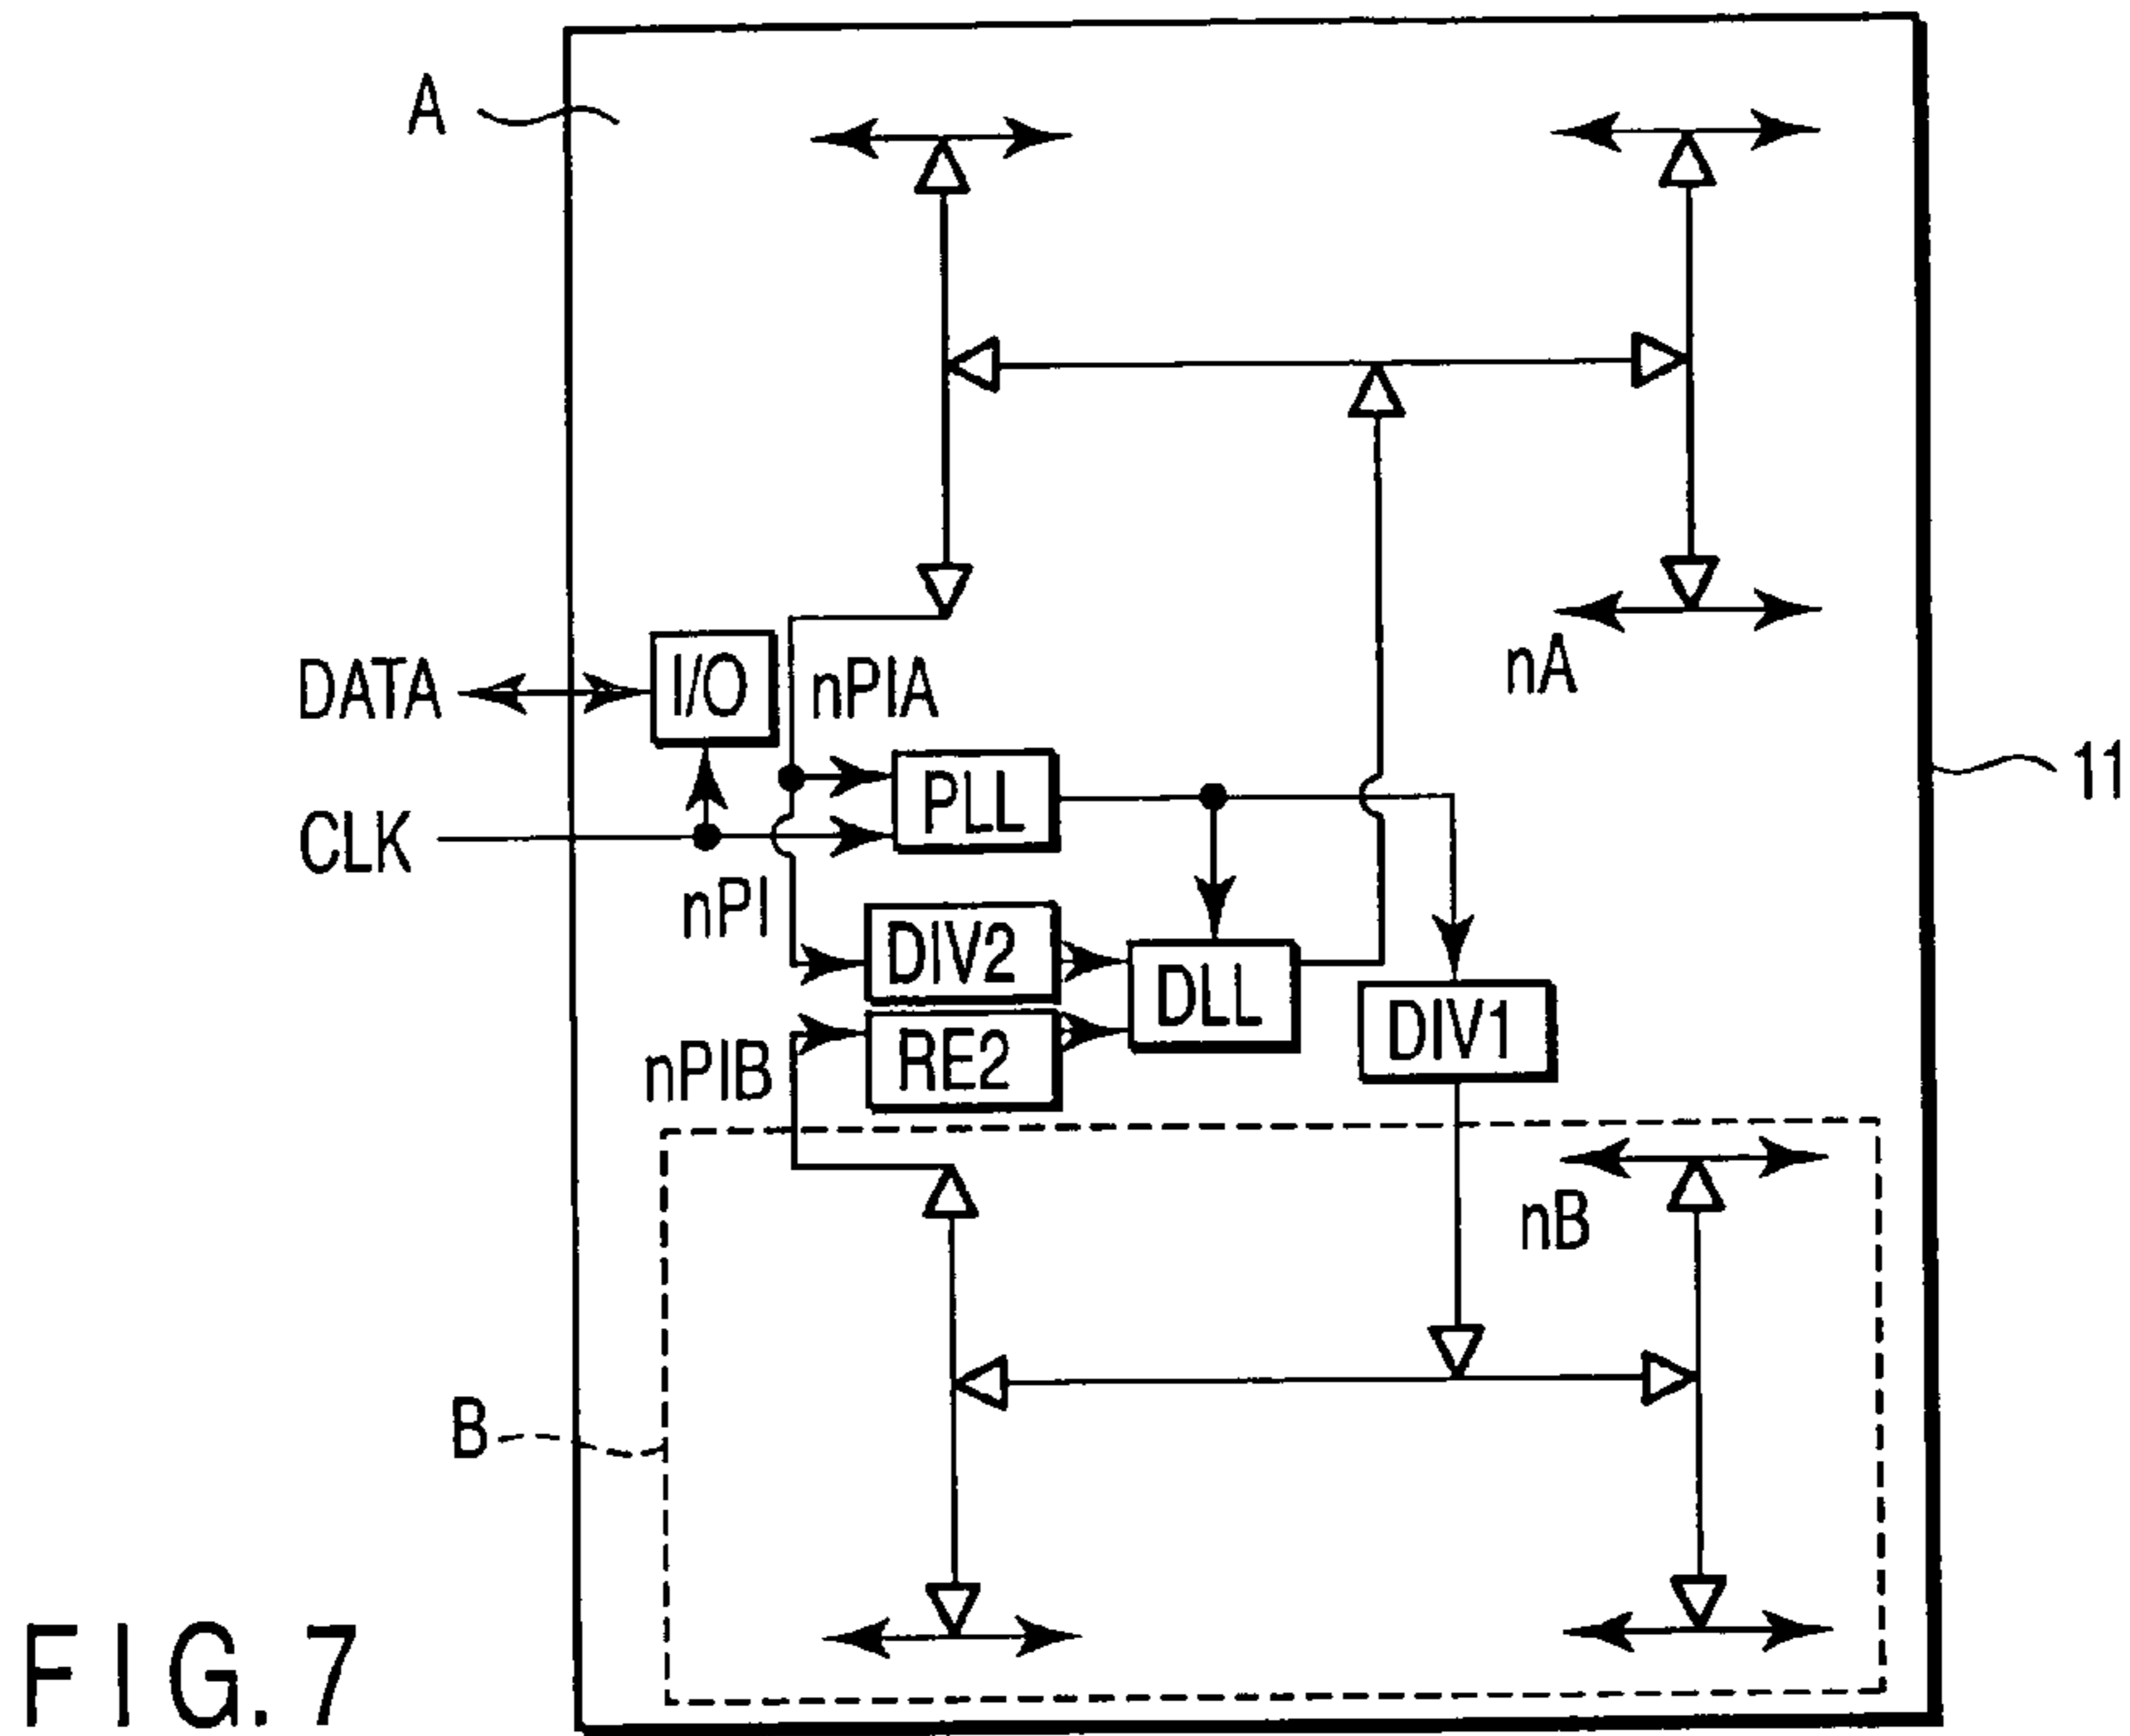 A
nA
DATA
I/O
nPIA
11
CLK
PLL
nPI
DIV2
DLL
DIV1
RE2
nPIB
nB
B
FIG. 7